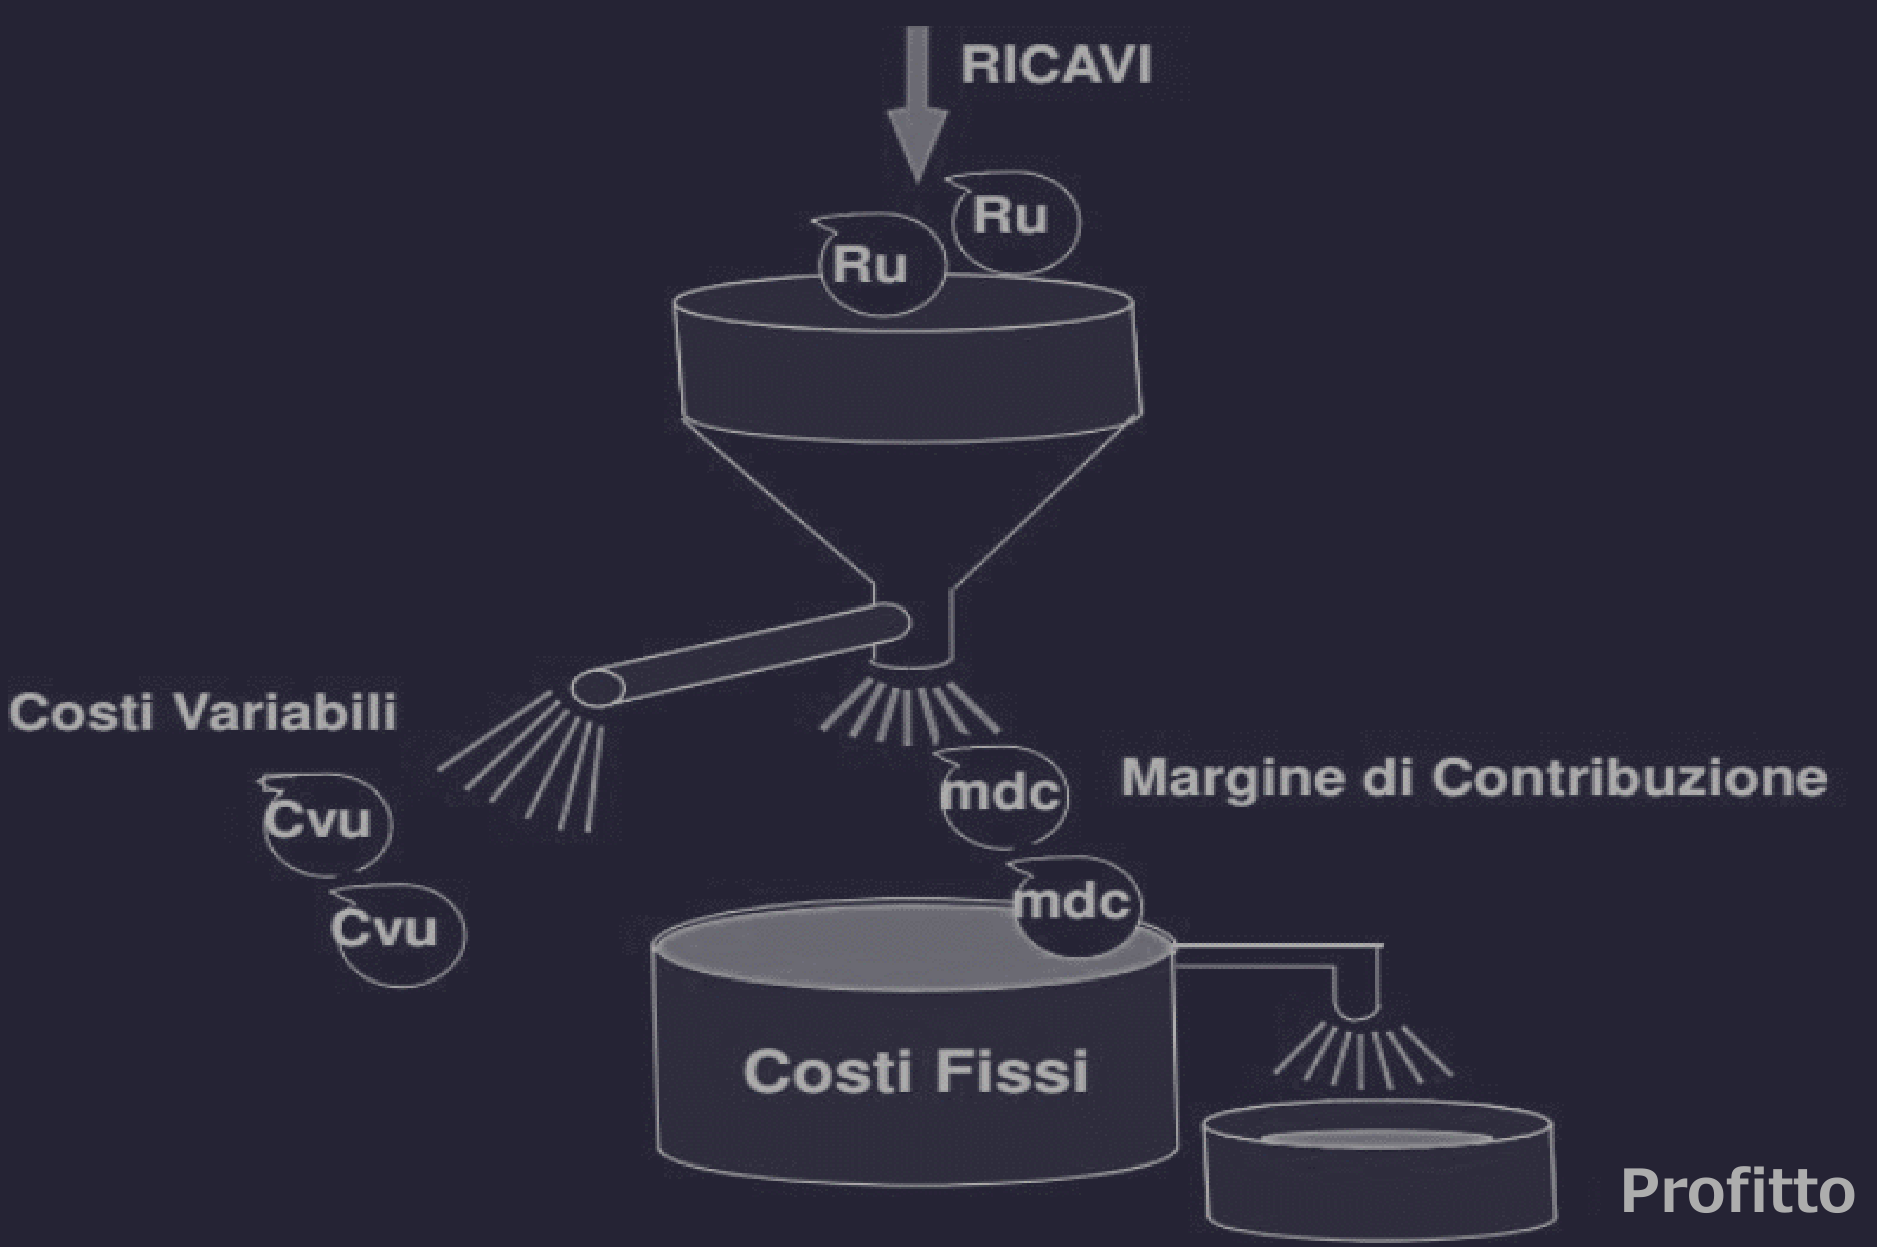 RICAVI
Ru
Ru
Costi Variabili
Margine di Contribuzione
mdc
Cvu
mdc
Cvu
Costi Fissi
Profitto